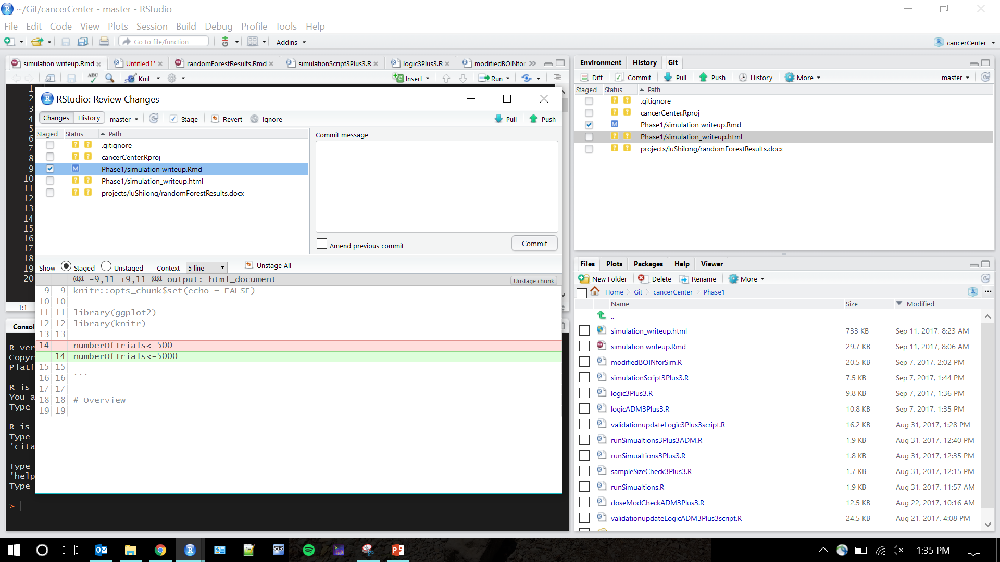 ~/Git/cancerCenter - master - RStudio
File Edit Code View Plots Session Build Debug Profile Tools Help
Go to file/function Addins cancerCenter
simulation writeup.Rmd Untitled1* randomForestResults.Rmd simulationScript3Plus3.R logic3Plus3.R modifiedBOINfor
ABC Knit Insert Run
1
2
3
4
5
6
7
8
9
10
11
12
13
14
15
16
17
18
19
20
1:1
RStudio: Review Changes
Changes History master Stage Revert Ignore Pull Push
Staged Status Path
.gitignore
cancerCenter.Rproj
Phase1/simulation writeup.Rmd
Phase1/simulation_writeup.html
projects/luShilong/randomForestResults.docx
Commit message
Amend previous commit Commit
Show Staged Unstaged Context 5 line Unstage All
@@ -9,11 +9,11 @@ output: html_document Unstage chunk
9 9 knitr::opts_chunk$set(echo = FALSE)
10 10
11 11 library(ggplot2)
12 12 library(knitr)
13 13
14 numberOfTrials<-500
14 numberOfTrials<-5000
15 15
16 16 ```
17 17
18 18 # Overview
19 19
Consol
R ver
Copyr
Platf
R is
You a
Type
R is
Type
'cita
Type
'help
Type
>
Environment History Git
Diff Commit Pull Push History More master
Staged Status Path
.gitignore
cancerCenter.Rproj
Phase1/simulation writeup.Rmd
Phase1/simulation_writeup.html
projects/luShilong/randomForestResults.docx
Files Plots Packages Help Viewer
New Folder Delete Rename More
Home Git cancerCenter Phase1
Name Size Modified
..
simulation_writeup.html 733 KB Sep 11, 2017, 8:23 AM
simulation writeup.Rmd 29.7 KB Sep 11, 2017, 8:06 AM
modifiedBOINforSim.R 20.5 KB Sep 7, 2017, 2:02 PM
simulationScript3Plus3.R 7.5 KB Sep 7, 2017, 1:44 PM
logic3Plus3.R 9.8 KB Sep 7, 2017, 1:36 PM
logicADM3Plus3.R 10.8 KB Sep 7, 2017, 1:35 PM
validationupdateLogic3Plus3script.R 16.2 KB Aug 31, 2017, 1:28 PM
runSimualtions3Plus3ADM.R 1.9 KB Aug 31, 2017, 12:40 PM
runSimualtions3Plus3.R 1.8 KB Aug 31, 2017, 12:35 PM
sampleSizeCheck3Plus3.R 1.7 KB Aug 31, 2017, 12:15 PM
runSimualtions.R 1.9 KB Aug 31, 2017, 11:57 AM
doseModCheckADM3Plus3.R 12.5 KB Aug 22, 2017, 10:16 AM
validationupdateLogicADM3Plus3script.R 24.5 KB Aug 21, 2017, 4:08 PM
1:35 PM